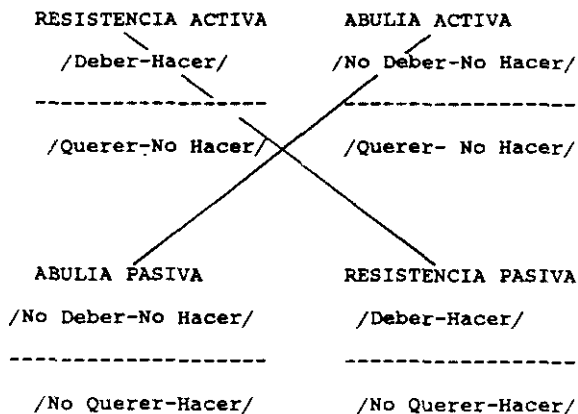 RESISTENCIA ACTIVA ABULIA ACTIVA
/Deber-Hacer/ /No Deber-No Hacer/
/Querer-No Hacer/ /Querer- No Hacer/
ABULIA PASIVA RESISTENCIA PASIVA
/No Deber-No Hacer/ /Deber-Hacer/
/No Querer-Hacer/ /No Querer-Hacer/